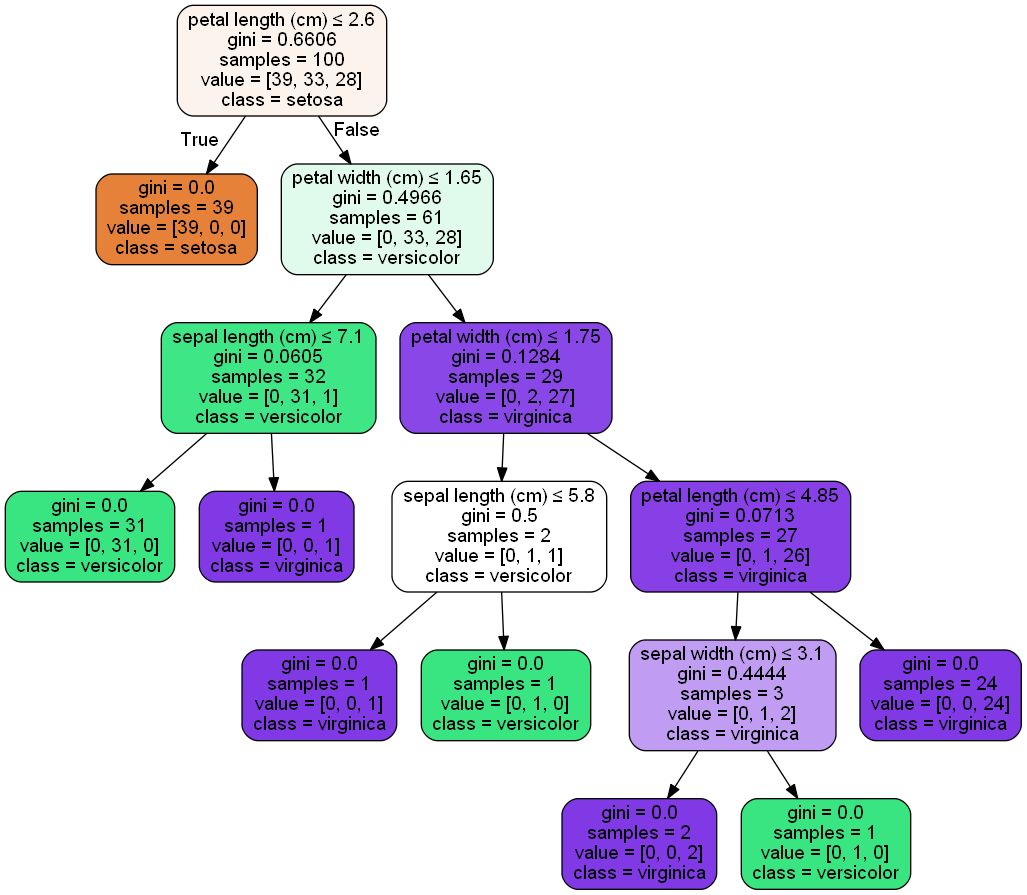 petal length (cm) ≤ 2.6
gini = 0.6606
samples = 100
value = [39, 33, 28]
class = setosa
True
False
gini = 0.0
samples = 39
value = [39, 0, 0]
class = setosa
petal width (cm) ≤ 1.65
gini = 0.4966
samples = 61
value = [0, 33, 28]
class = versicolor
sepal length (cm) ≤ 7.1
gini = 0.0605
samples = 32
value = [0, 31, 1]
class = versicolor
petal width (cm) ≤ 1.75
gini = 0.1284
samples = 29
value = [0, 2, 27]
class = virginica
gini = 0.0
samples = 31
value = [0, 31, 0]
class = versicolor
gini = 0.0
samples = 1
value = [0, 0, 1]
class = virginica
sepal length (cm) ≤ 5.8
gini = 0.5
samples = 2
value = [0, 1, 1]
class = versicolor
petal length (cm) ≤ 4.85
gini = 0.0713
samples = 27
value = [0, 1, 26]
class = virginica
gini = 0.0
samples = 1
value = [0, 0, 1]
class = virginica
gini = 0.0
samples = 1
value = [0, 1, 0]
class = versicolor
sepal width (cm) ≤ 3.1
gini = 0.4444
samples = 3
value = [0, 1, 2]
class = virginica
gini = 0.0
samples = 24
value = [0, 0, 24]
class = virginica
gini = 0.0
samples = 2
value = [0, 0, 2]
class = virginica
gini = 0.0
samples = 1
value = [0, 1, 0]
class = versicolor